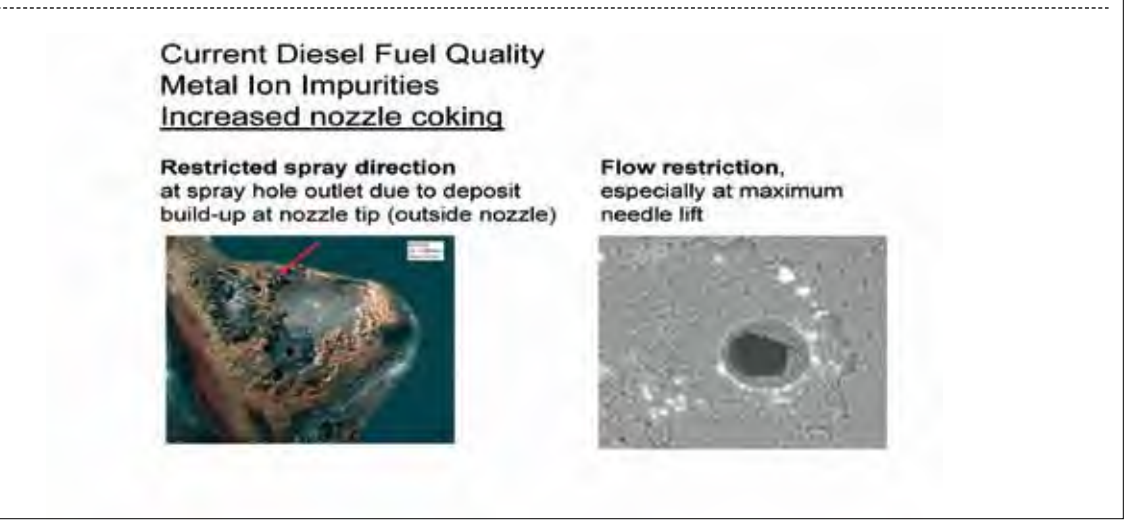 Current Diesel Fuel Quality
Metal Ion Impurities
Increased nozzle coking
Restricted spray direction
at spray hole outlet due to deposit
build-up at nozzle tip (outside nozzle)
Flow restriction,
especially at maximum
needle lift